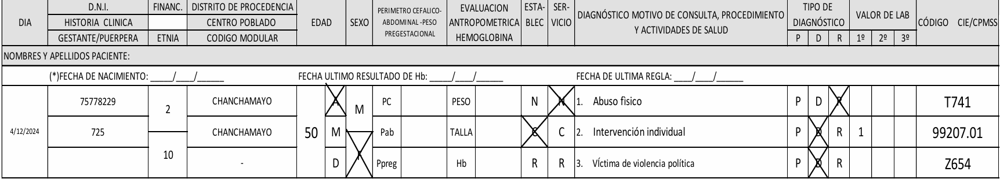 DIA D.N.I. FINANC. DISTRITO DE PROCEDENCIA EDAD SEXO PERIMETRO CEFALICO-ABDOMINAL -PESO PREGESTACIONAL EVALUACION ANTROPOMETRICA HEMOGLOBINA ESTA-BLEC SER-VICIO DIAGNÓSTICO MOTIVO DE CONSULTA, PROCEDIMIENTO Y ACTIVIDADES DE SALUD TIPO DE DIAGNÓSTICO VALOR DE LAB CÓDIGO CIE/CPMSS
HISTORIA CLINICA CENTRO POBLADO
GESTANTE/PUERPERA ETNIA CODIGO MODULAR P D R 1º 2º 3º
NOMBRES Y APELLIDOS PACIENTE:
(*)FECHA DE NACIMIENTO: _____/____/______ FECHA ULTIMO RESULTADO DE Hb: _____/____/______ FECHA DE ULTIMA REGLA: ____/____/______
4/12/2024 75778229 2 CHANCHAMAYO 50 A M PC PESO N N 1. Abuso fisico P D R T741
725 CHANCHAMAYO M Pab TALLA C C 2. Intervención individual P D R 1 99207.01
10 - D F Ppreg Hb R R 3. VÍctima de violencia política P D R Z654